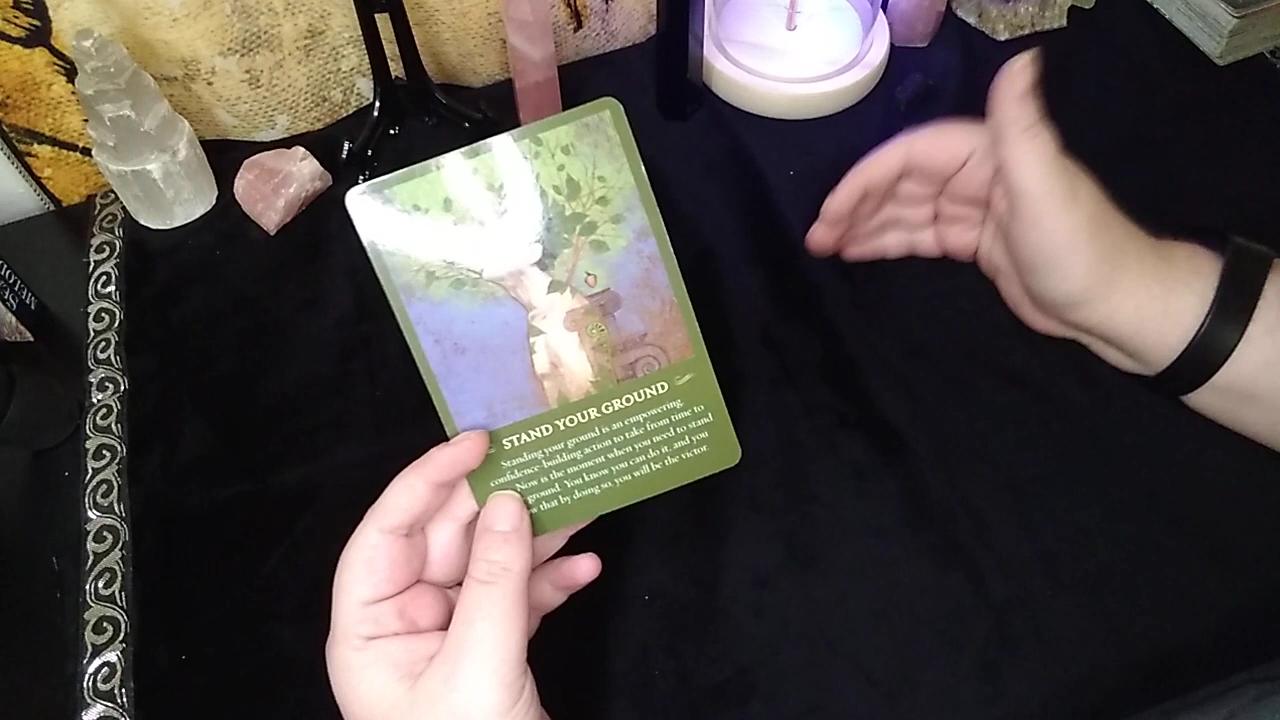 STAND YOUR GROUND
Standing your ground is an empowering,
confidence-building action to take from time to
Now is the moment when you need to stand
ground. You know you can do it, and you
that by doing so, you will be the victor.